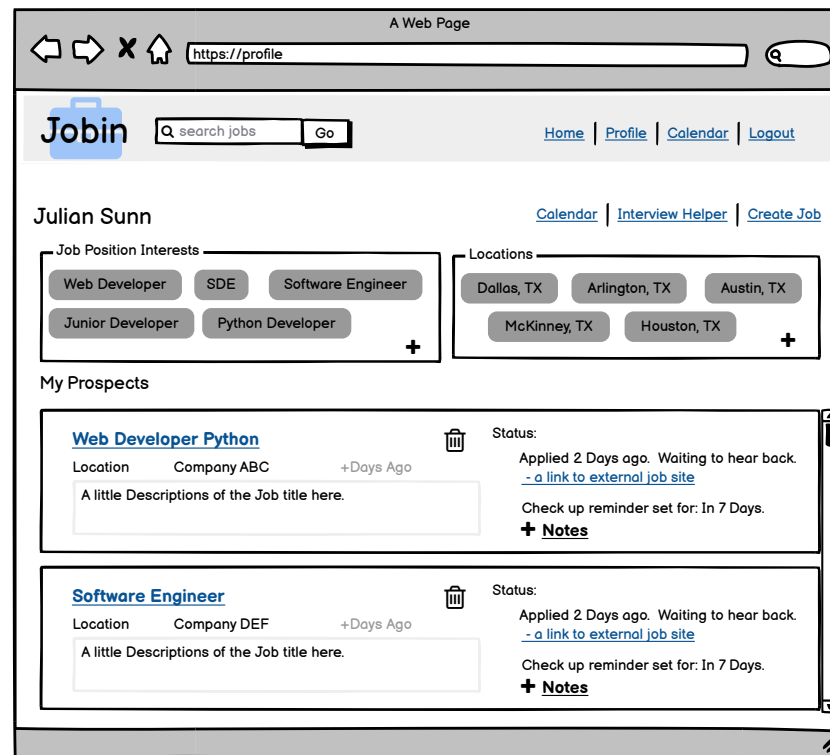 A Web Page
https://profile
Jobin search jobs Go Home Profile Calendar Logout
Julian Sunn Calendar Interview Helper Create Job
Job Position Interests
Web Developer SDE Software Engineer
Junior Developer Python Developer
+
Locations
Dallas, TX Arlington, TX Austin, TX
McKinney, TX Houston, TX
+
My Prospects
Web Developer Python
Location Company ABC +Days Ago
A little Descriptions of the Job title here.
Status:
Applied 2 Days ago. Waiting to hear back.
- a link to external job site
Check up reminder set for: In 7 Days.
+ Notes
Software Engineer
Location Company DEF +Days Ago
A little Descriptions of the Job title here.
Status:
Applied 2 Days ago. Waiting to hear back.
- a link to external job site
Check up reminder set for: In 7 Days.
+ Notes